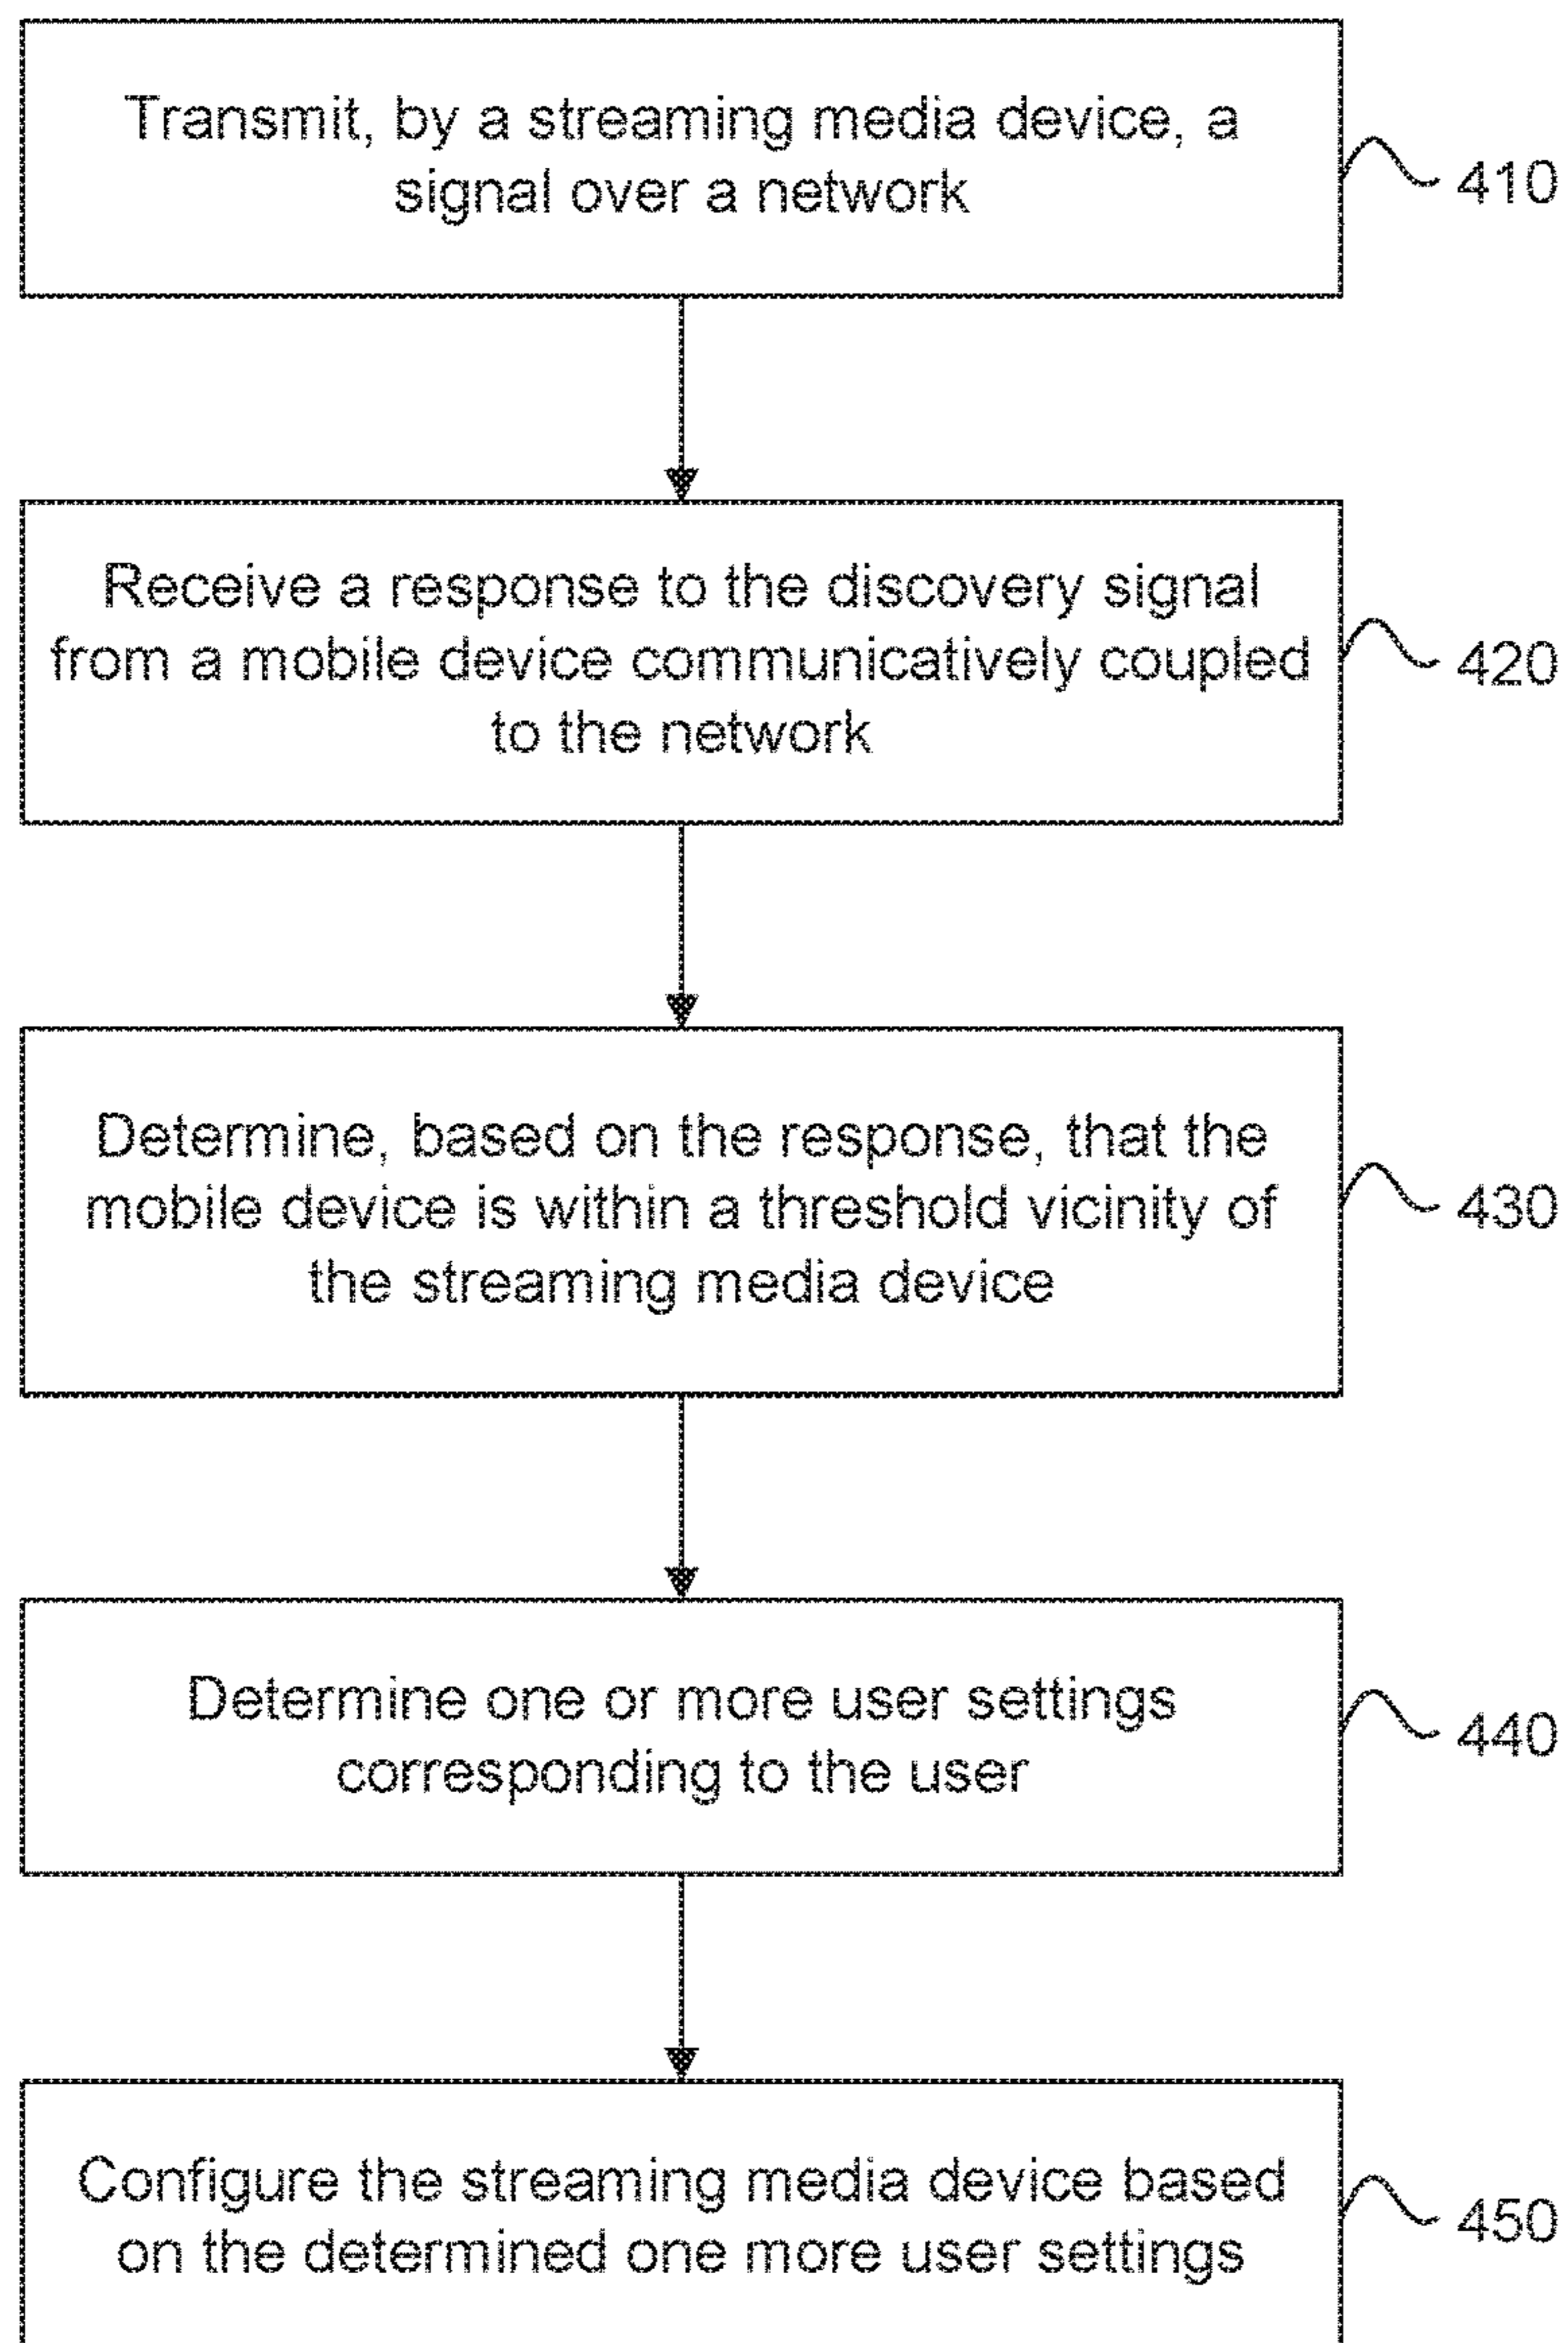 Transmit, by a streaming media device, a
signal over a network
410
Receive a response to the discovery signal
from a mobile device communicatively coupled
to the network
420
Determine, based on the response, that the
mobile device is within a threshold vicinity of
the streaming media device
430
Determine one or more user settings
corresponding to the user
440
Configure the streaming media device based
on the determined one more user settings
450